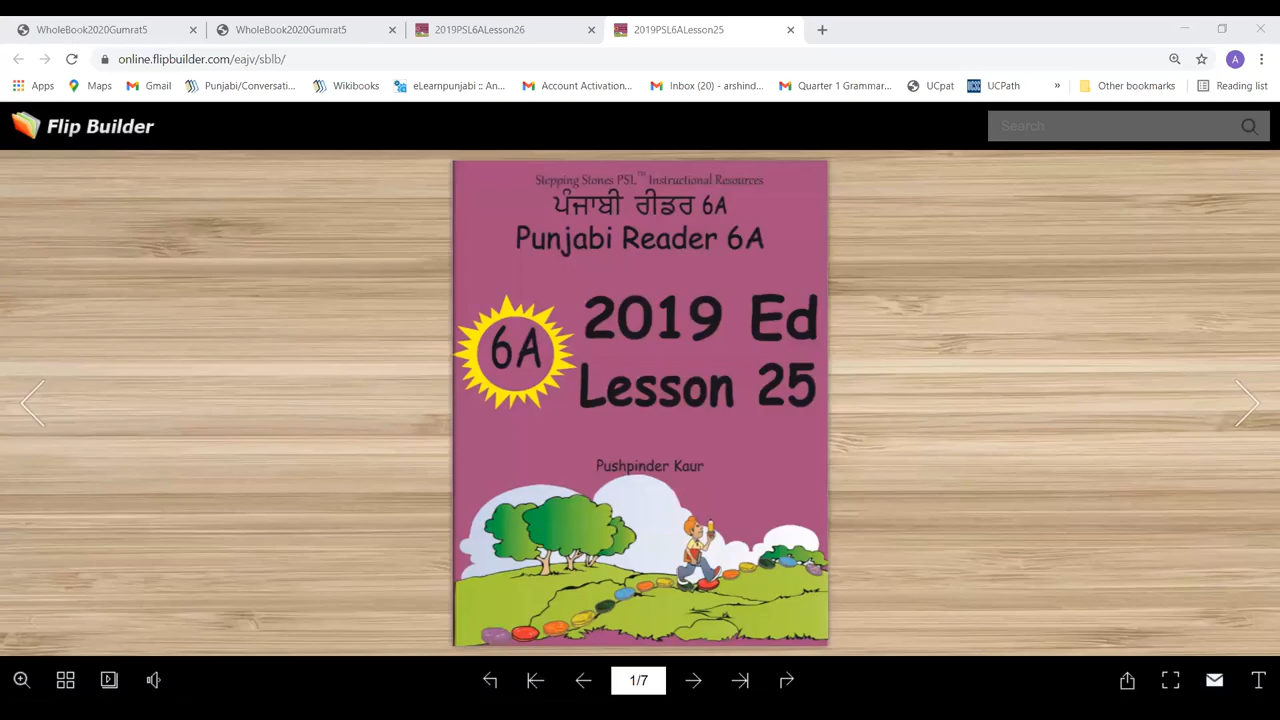 WholeBook2020Gumrat5
WholeBook2020Gumrat5
2019PSL6ALesson26
2019PSL6ALesson25
online.flipbuilder.com/eajv/sblb/
A
Apps
Maps
Gmail
Punjabi/Conversati...
Wikibooks
eLearnpunjabi :: An...
Account Activation...
Inbox (20) - arshind...
Quarter 1 Grammar...
UCpat
UCPath
»
Other bookmarks
Reading list
Flip Builder
Search
Stepping Stones PSL™ Instructional Resources
ਪੰਜਾਬੀ ਰੀਡਰ 6A
Punjabi Reader 6A
6A
2019 Ed
Lesson 25
Pushpinder Kaur
1/7